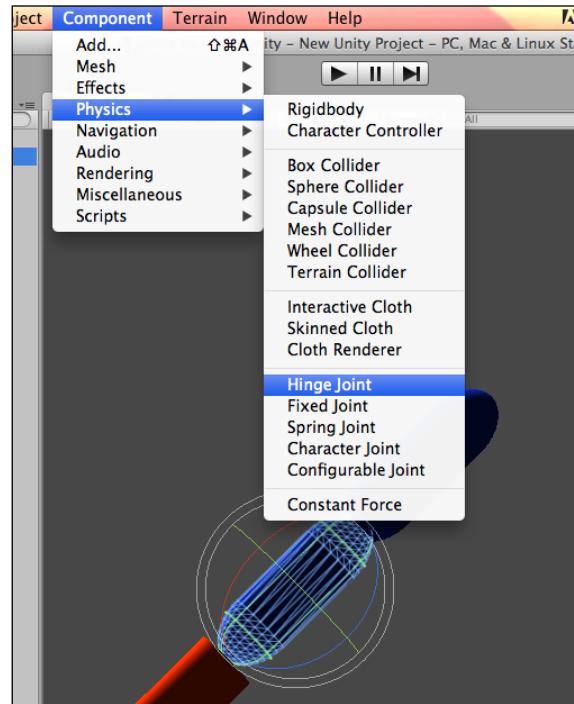 ject Component Terrain Window Help
ity – New Unity Project – PC, Mac & Linux St
Add... ⇧⌘A
Mesh
Effects
Physics
Navigation
Audio
Rendering
Miscellaneous
Scripts
All
Rigidbody
Character Controller
Box Collider
Sphere Collider
Capsule Collider
Mesh Collider
Wheel Collider
Terrain Collider
Interactive Cloth
Skinned Cloth
Cloth Renderer
Hinge Joint
Fixed Joint
Spring Joint
Character Joint
Configurable Joint
Constant Force